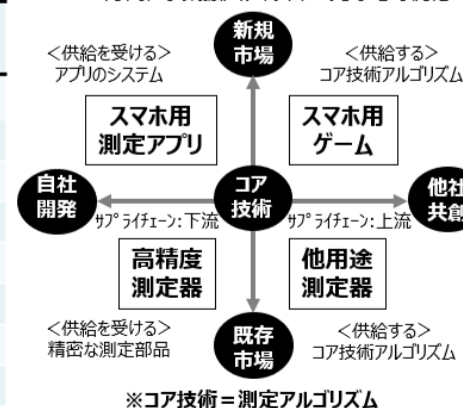 新規
市場
<供給を受ける>
アプリのシステム
<供給する>
コア技術アルゴリズム
スマホ用
測定アプリ
スマホ用
ゲーム
自社
開発
コア
技術
他社
共創
サプライチェーン:下流
サプライチェーン:上流
高精度
測定器
他用途
測定器
<供給を受ける>
精密な測定部品
既存
市場
<供給する>
コア技術アルゴリズム
※コア技術=測定アルゴリズム